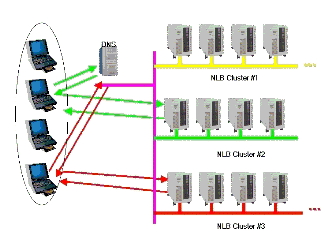 DNS
NLB Cluster #1
NLB Cluster #2
NLB Cluster #3